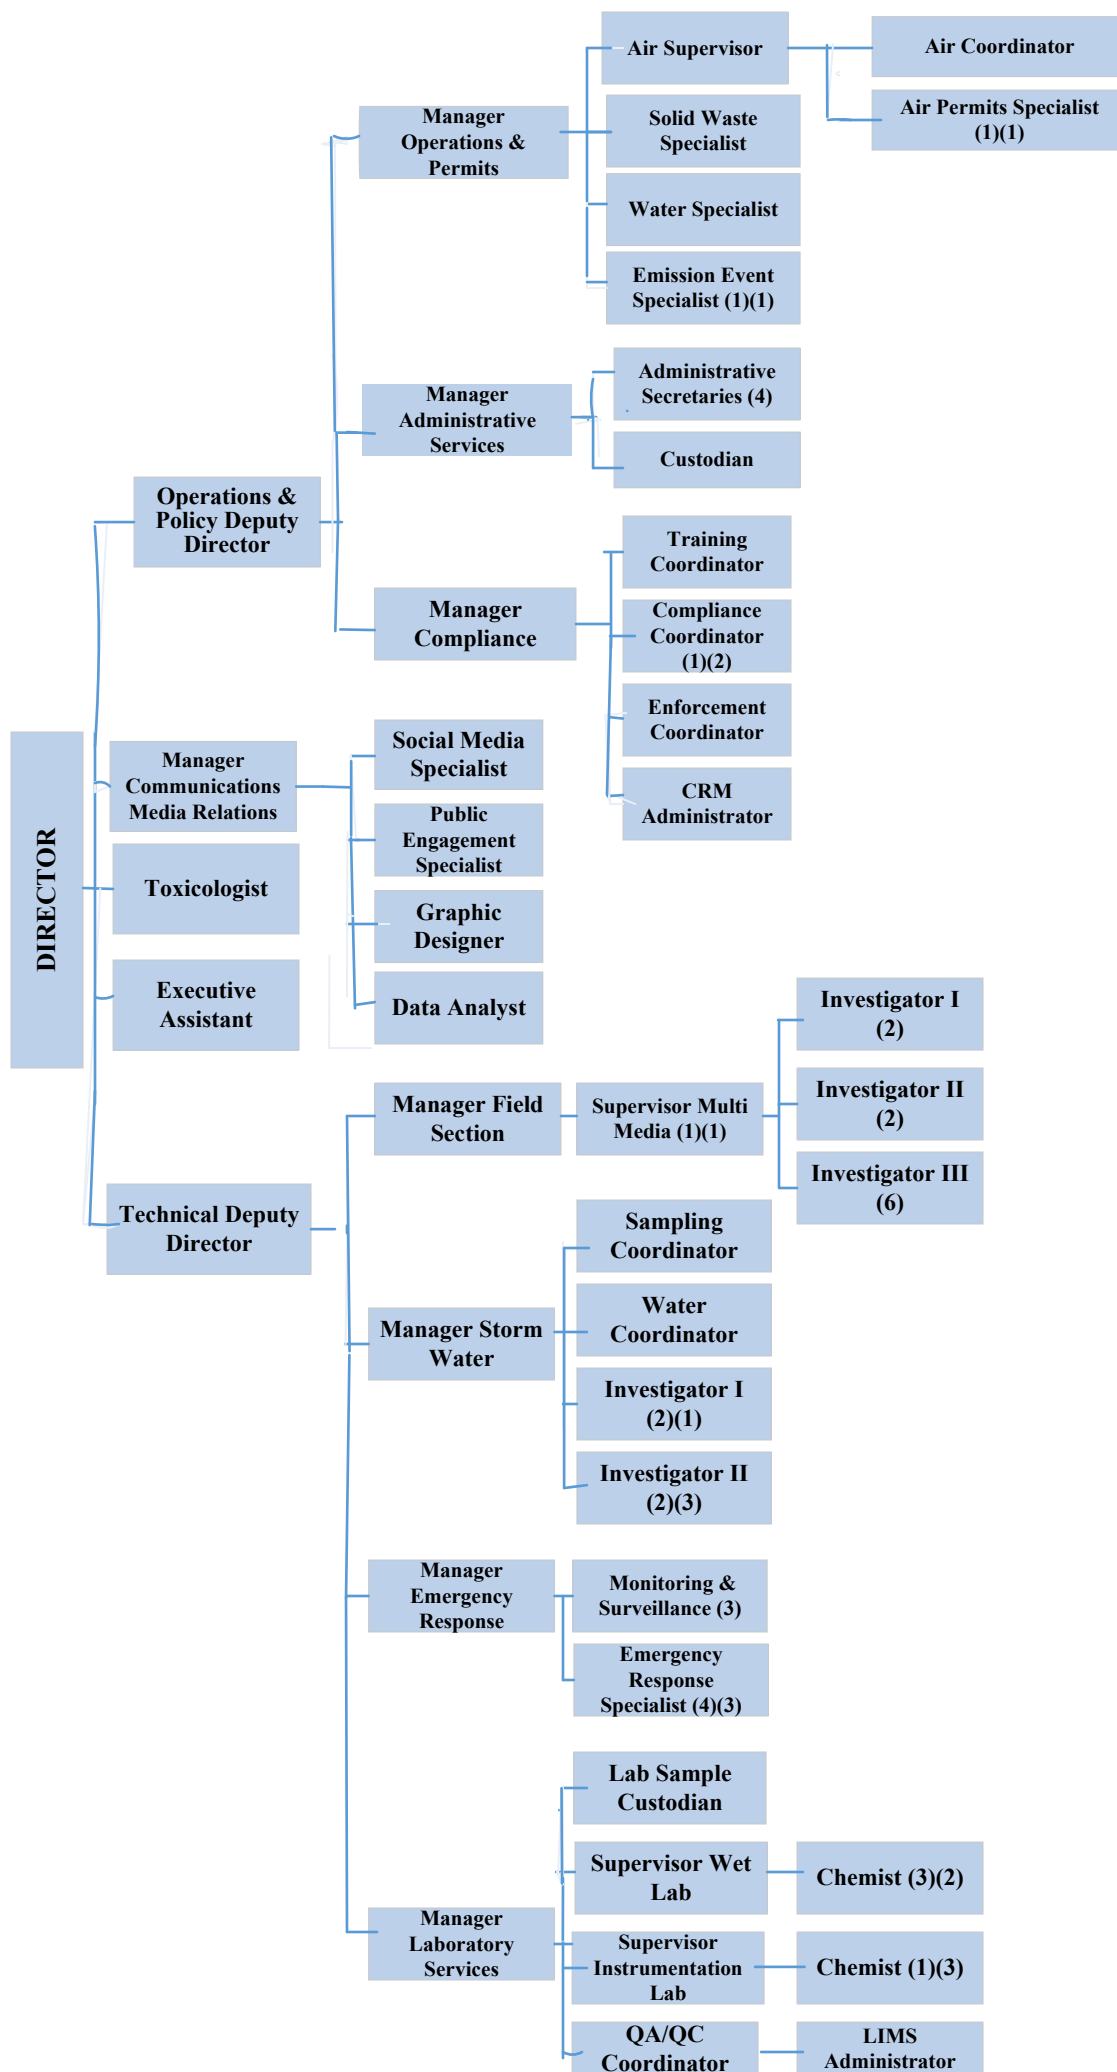 DIRECTOR
Operations &
Policy Deputy
Director
Manager
Operations &
Permits
Air Supervisor
Air Coordinator
Air Permits Specialist
(1)(1)
Solid Waste
Specialist
Water Specialist
Emission Event
Specialist (1)(1)
Manager
Administrative
Services
Administrative
Secretaries (4)
Custodian
Manager
Compliance
Training
Coordinator
Compliance
Coordinator
(1)(2)
Enforcement
Coordinator
CRM
Administrator
Manager
Communications
Media Relations
Social Media
Specialist
Public
Engagement
Specialist
Graphic
Designer
Data Analyst
Toxicologist
Executive
Assistant
Technical Deputy
Director
Manager Field
Section
Supervisor Multi
Media (1)(1)
Investigator I
(2)
Investigator II
(2)
Investigator III
(6)
Manager Storm
Water
Sampling
Coordinator
Water
Coordinator
Investigator I
(2)(1)
Investigator II
(2)(3)
Manager
Emergency
Response
Monitoring &
Surveillance (3)
Emergency
Response
Specialist (4)(3)
Manager
Laboratory
Services
Lab Sample
Custodian
Supervisor Wet
Lab
Chemist (3)(2)
Supervisor
Instrumentation
Lab
Chemist (1)(3)
QA/QC
Coordinator
LIMS
Administrator